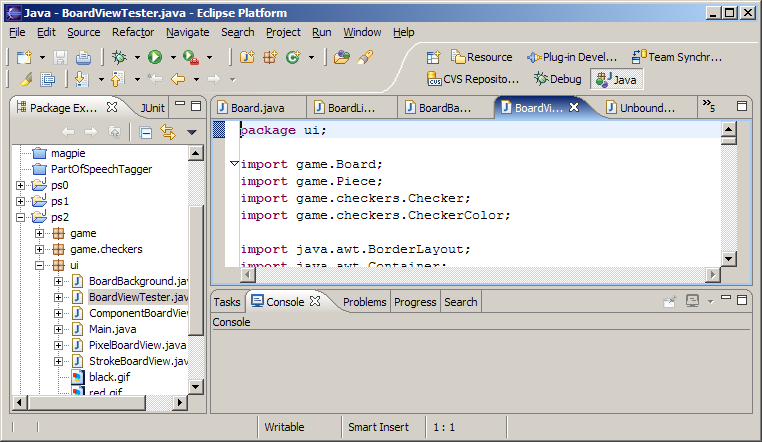 Java - BoardViewTester.java - Eclipse Platform
File Edit Source Refactor Navigate Search Project Run Window Help
Resource Plug-in Devel... Team Synchr...
CVS Reposito... Debug Java
Package Ex... JUnit
magpie
PartOfSpeechTagger
ps0
ps1
ps2
game
game.checkers
ui
BoardBackground.jav
BoardViewTester.java
ComponentBoardView
Main.java
PixelBoardView.java
StrokeBoardView.java
black.gif
red.gif
Board.java BoardLi... BoardBa... BoardVi... Unbound... »5
package ui;
import game.Board;
import game.Piece;
import game.checkers.Checker;
import game.checkers.CheckerColor;
import java.awt.BorderLayout;
import java.awt.Container;
Tasks Console Problems Progress Search
Console
Writable Smart Insert 1 : 1